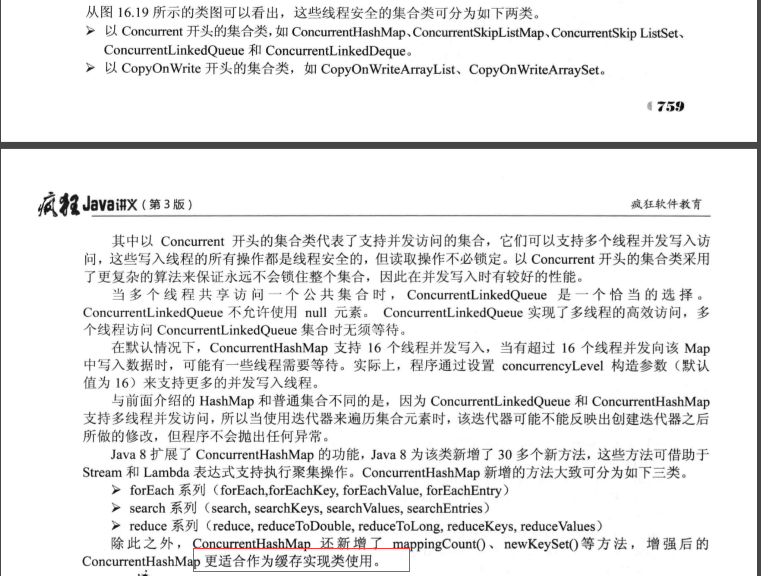 从图 16.19 所示的类图可以看出，这些线程安全的集合类可分为如下两类。
➢ 以 Concurrent 开头的集合类，如 ConcurrentHashMap、ConcurrentSkipListMap、ConcurrentSkip ListSet、
ConcurrentLinkedQueue 和 ConcurrentLinkedDeque。
➢ 以 CopyOnWrite 开头的集合类，如 CopyOnWriteArrayList、CopyOnWriteArraySet。
759
疯狂Java讲义（第 3 版）
疯狂软件教育
其中以 Concurrent 开头的集合类代表了支持并发访问的集合，它们可以支持多个线程并发写入访
问，这些写入线程的所有操作都是线程安全的，但读取操作不必锁定。以 Concurrent 开头的集合类采用
了更复杂的算法来保证永远不会锁住整个集合，因此在并发写入时有较好的性能。
当多个线程共享访问一个公共集合时，ConcurrentLinkedQueue 是一个恰当的选择。
ConcurrentLinkedQueue 不允许使用 null 元素。 ConcurrentLinkedQueue 实现了多线程的高效访问，多
个线程访问 ConcurrentLinkedQueue 集合时无须等待。
在默认情况下，ConcurrentHashMap 支持 16 个线程并发写入，当有超过 16 个线程并发向该 Map
中写入数据时，可能有一些线程需要等待。实际上，程序通过设置 concurrencyLevel 构造参数（默认
值为 16）来支持更多的并发写入线程。
与前面介绍的 HashMap 和普通集合不同的是，因为 ConcurrentLinkedQueue 和 ConcurrentHashMap
支持多线程并发访问，所以当使用迭代器来遍历集合元素时，该迭代器可能不能反映出创建迭代器之后
所做的修改，但程序不会抛出任何异常。
Java 8 扩展了 ConcurrentHashMap 的功能，Java 8 为该类新增了 30 多个新方法，这些方法可借助于
Stream 和 Lambda 表达式支持执行聚集操作。ConcurrentHashMap 新增的方法大致可分为如下三类。
➢ forEach 系列（forEach,forEachKey, forEachValue, forEachEntry）
➢ search 系列（search, searchKeys, searchValues, searchEntries）
➢ reduce 系列（reduce, reduceToDouble, reduceToLong, reduceKeys, reduceValues）
除此之外，ConcurrentHashMap 还新增了 mappingCount()、newKeySet()等方法，增强后的
ConcurrentHashMap 更适合作为缓存实现类使用。